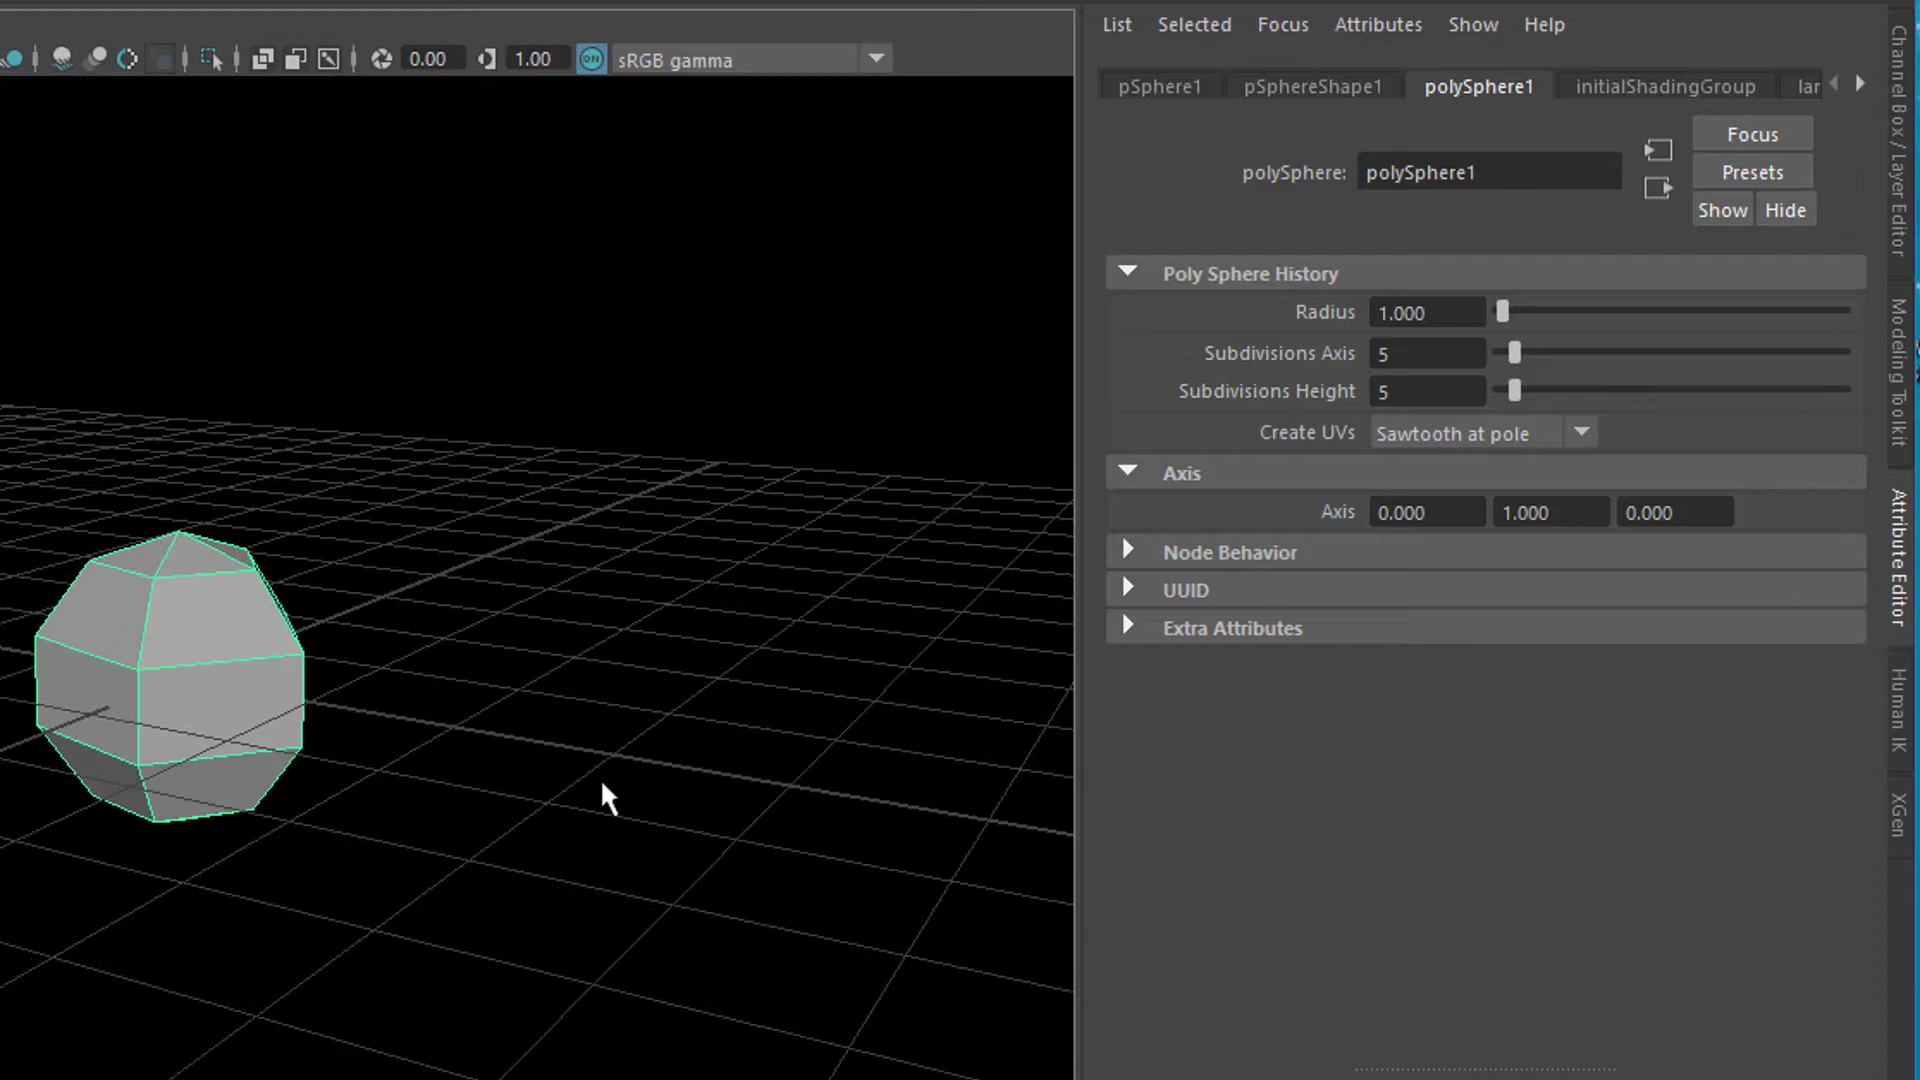 List Selected Focus Attributes Show Help
0.00 1.00 ON sRGB gamma
pSphere1 pSphereShape1 polySphere1 initialShadingGroup lar
Focus
polySphere: polySphere1 Presets
Show Hide
Poly Sphere History
Radius 1.000
Subdivisions Axis 5
Subdivisions Height 5
Create UVs Sawtooth at pole
Axis
Axis 0.000 1.000 0.000
Node Behavior
UUID
Extra Attributes
Channel Box / Layer Editor
Modeling Toolkit
Attribute Editor
Human IK
XGen